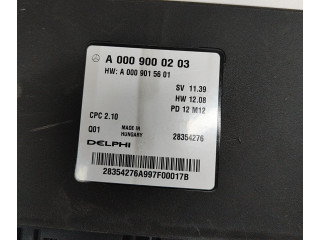 A 000 900 02 03
HW: A 000 901 56 01
SV 11.39
HW 12.08
PD 12 M12
CPC 2.10
Q01
MADE IN
HUNGARY
28354276
DELPHI
28354276A997F00017B